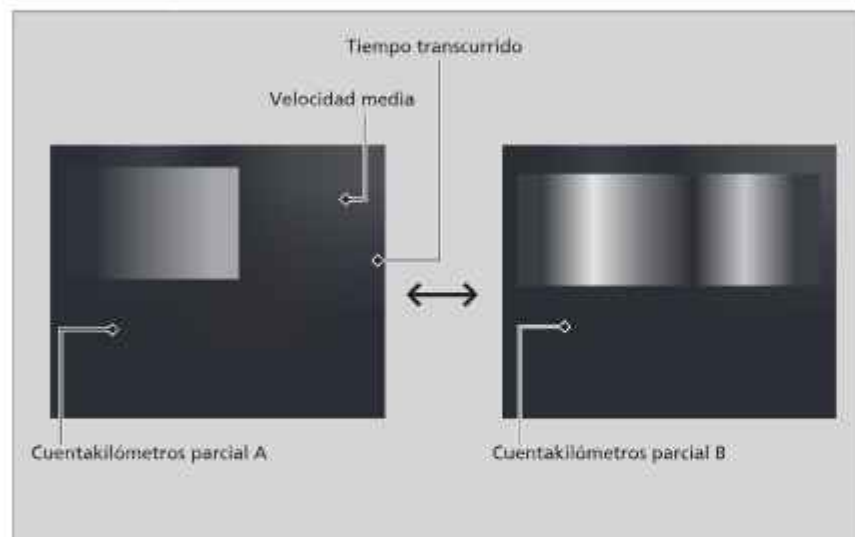 Tiempo transcurrido
Velocidad media
Cuentakilómetros parcial A
Cuentakilómetros parcial B